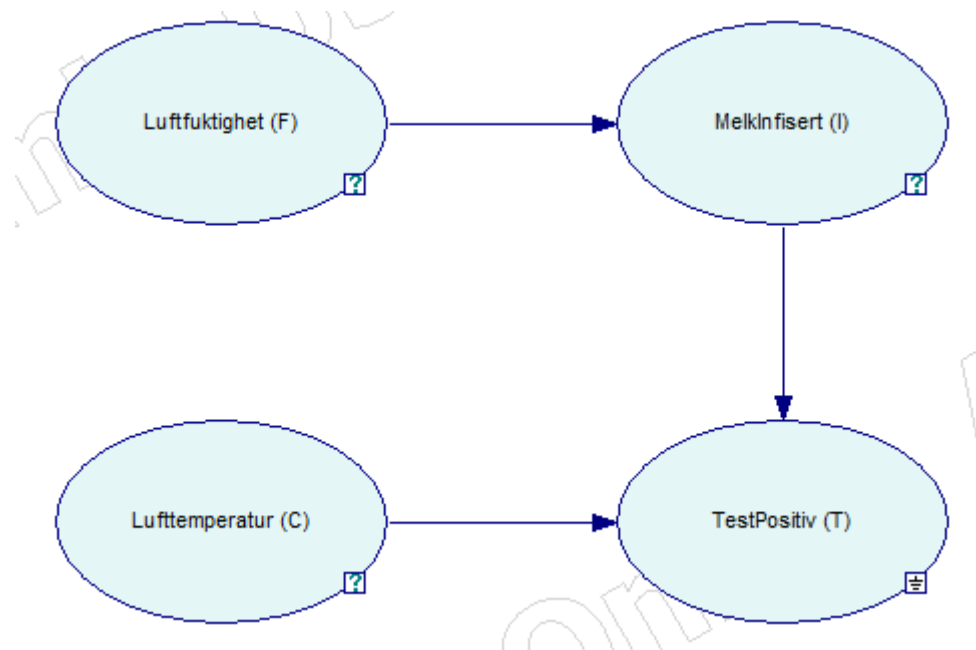 Luftfuktighet (F)
MelkInfisert (I)
?
?
Lufttemperatur (C)
TestPositiv (T)
?